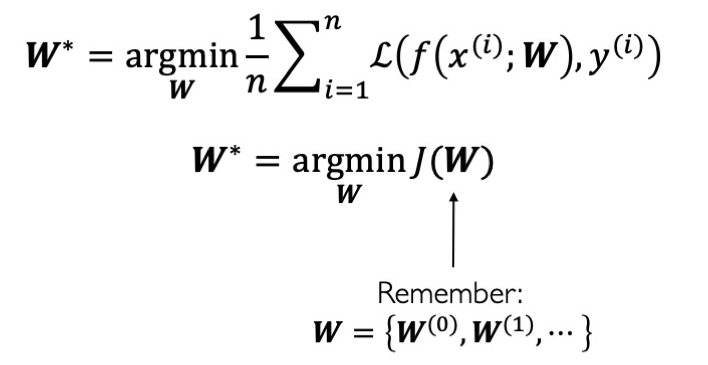 W* = argmin_W 1/n ∑_{i=1}^{n} ℒ(f(x^{(i)}; W), y^{(i)})
W* = argmin_W J(W)
Remember:
W = {W^{(0)}, W^{(1)}, ⋯ }